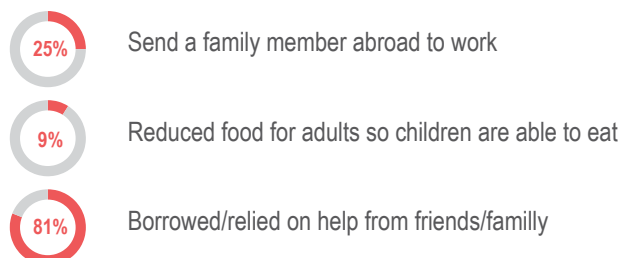 25% Send a family member abroad to work
9% Reduced food for adults so children are able to eat
81% Borrowed/relied on help from friends/familly